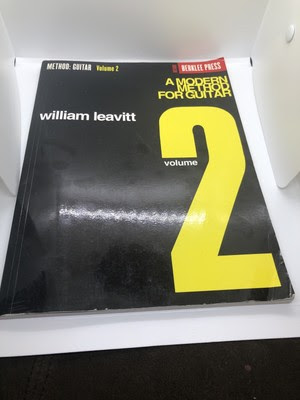 METHOD: GUITAR Volume 2
BERKLEE PRESS
A MODERN
METHOD
FOR GUITAR
william leavitt
volume
2